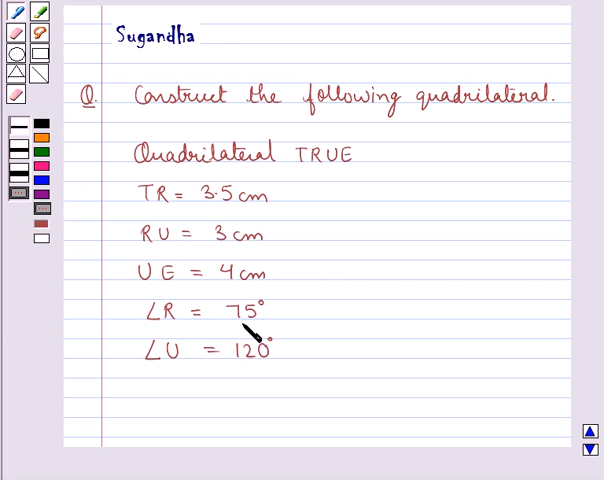 Sugandha
Q. Construct the following quadrilateral.
Quadrilateral TRUE
TR = 3.5 cm
RU = 3 cm
UE = 4 cm
∠R = 75°
∠U = 120°